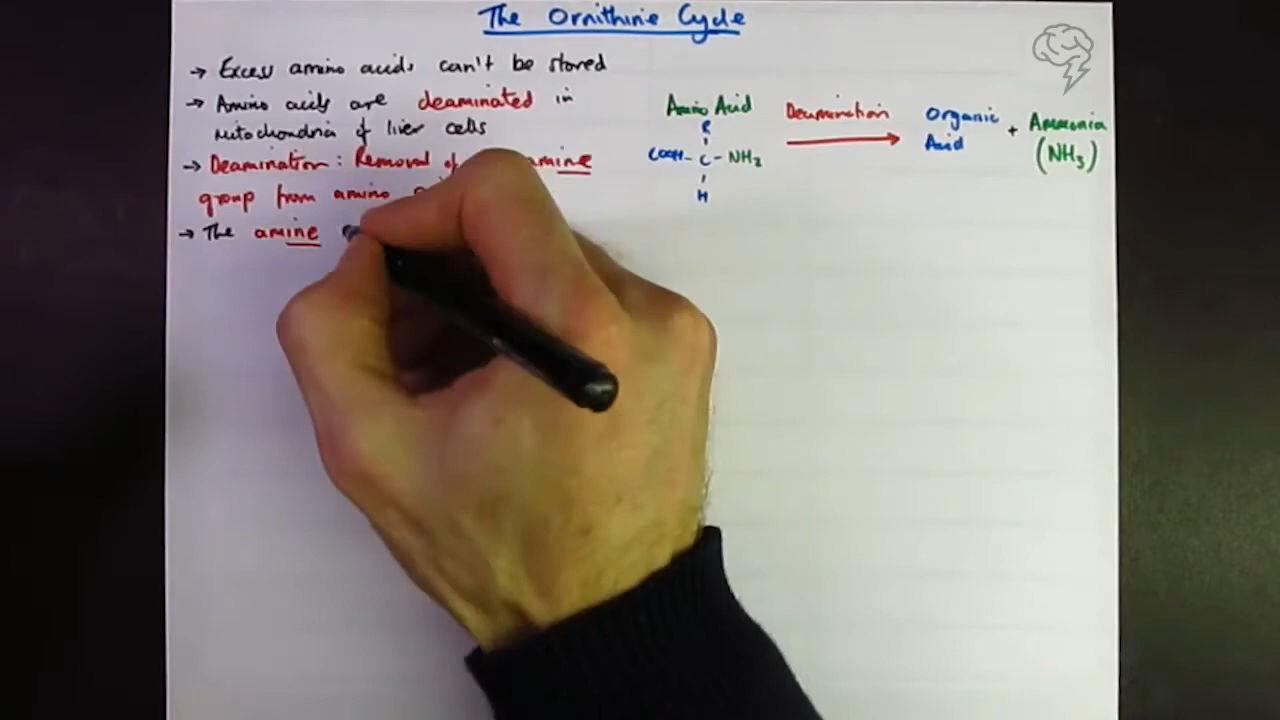 The Ornithine Cycle
→ Excess amino acids can't be stored
→ Amino acids are deaminated in
mitochondria of liver cells
→ Deamination: Removal of amine
group from amino
→ The amine
Amino Acid
R
COOH - C - NH₂
H
Deamination
Organic
Acid
+ Ammonia
(NH₃)